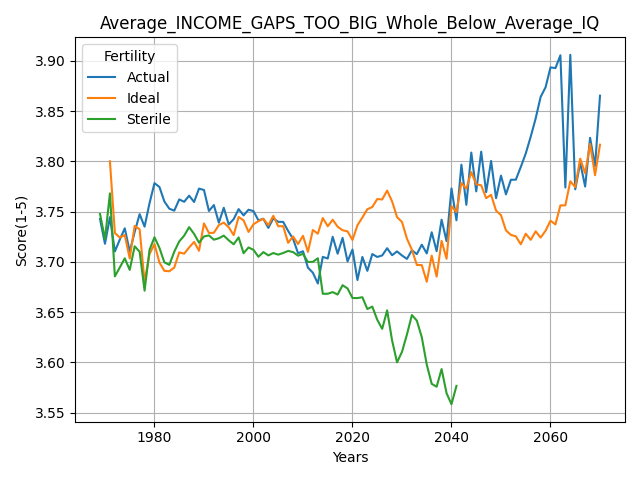 Average_INCOME_GAPS_TOO_BIG_Whole_Below_Average_IQ
Fertility
Actual
Ideal
Sterile
Score(1-5)
3.90
3.85
3.80
3.75
3.70
3.65
3.60
3.55
1980 2000 2020 2040 2060
Years